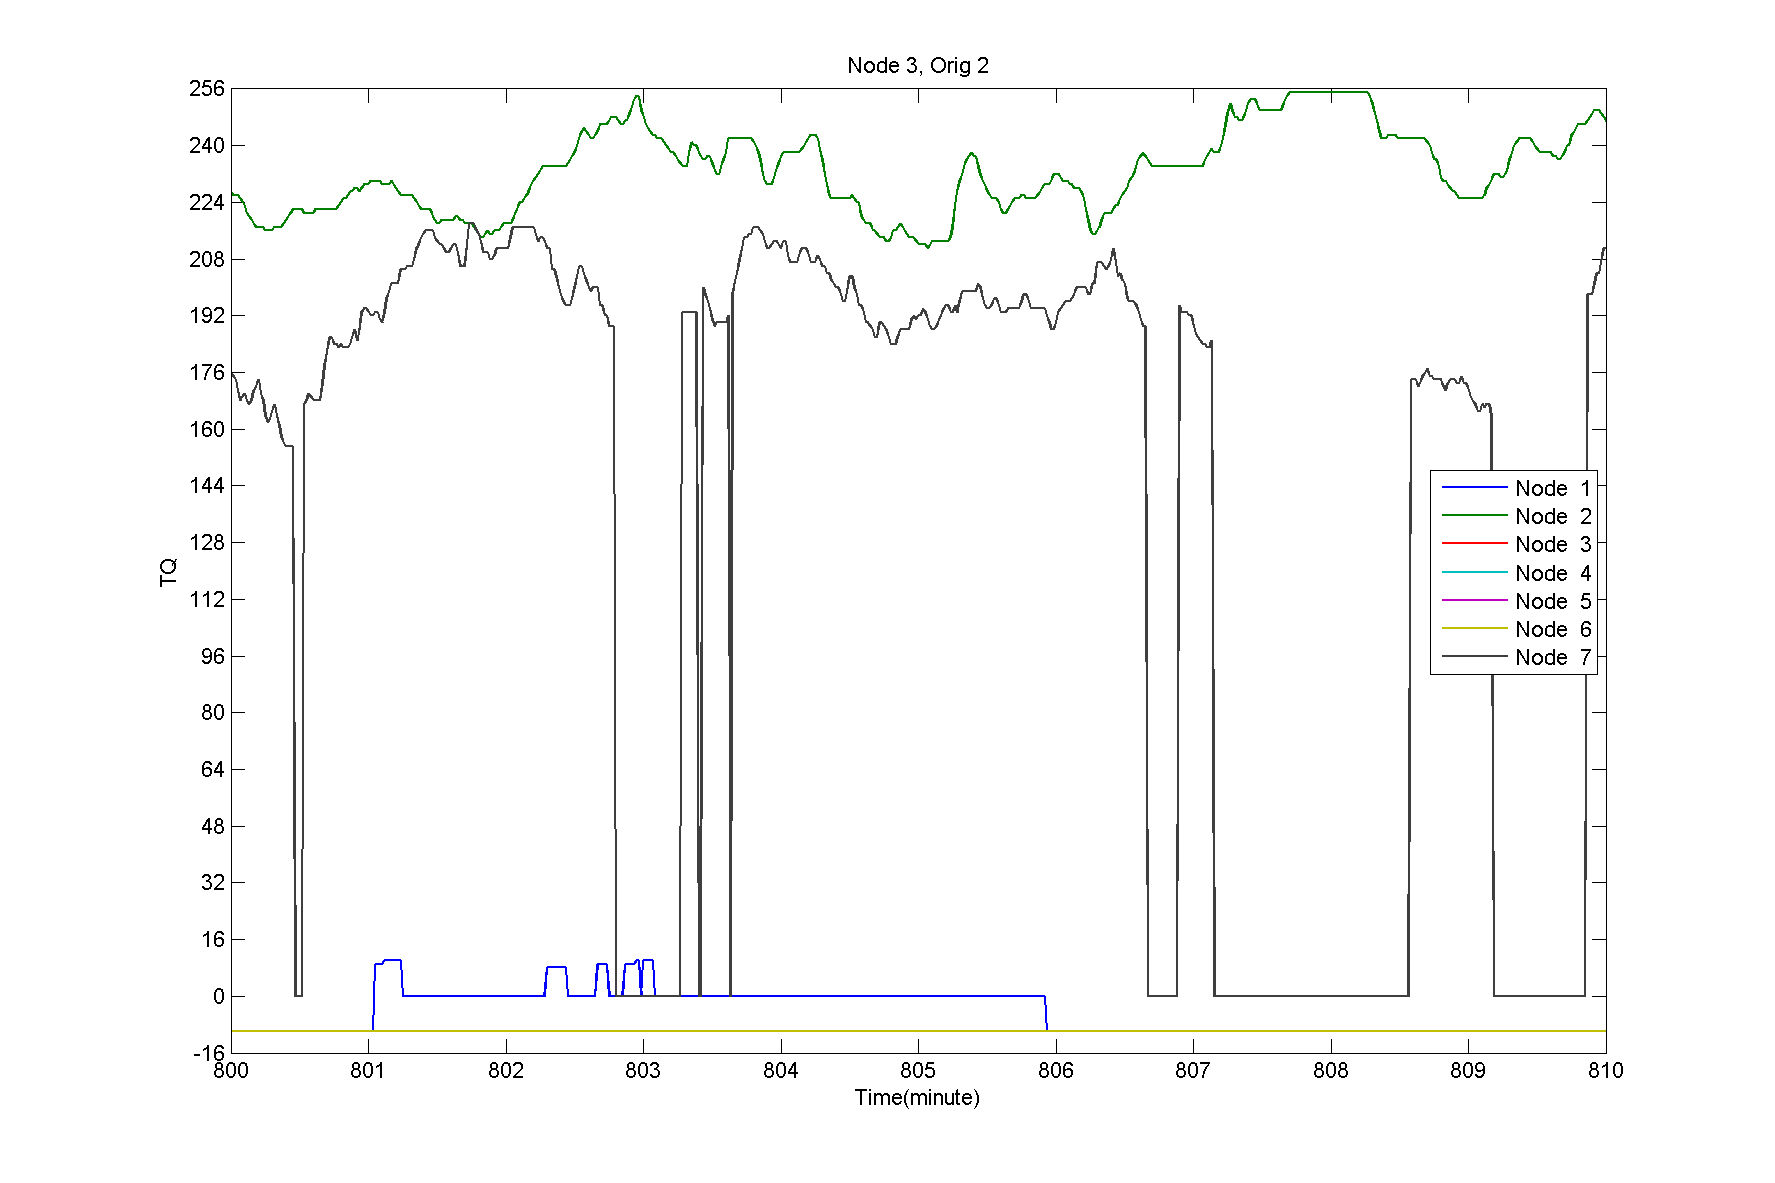 Node 3, Orig 2
256
240
224
208
192
176
160
144
128
112
96
80
64
48
32
16
0
-16
TQ
Node 1
Node 2
Node 3
Node 4
Node 5
Node 6
Node 7
800 801 802 803 804 805 806 807 808 809 810
Time(minute)